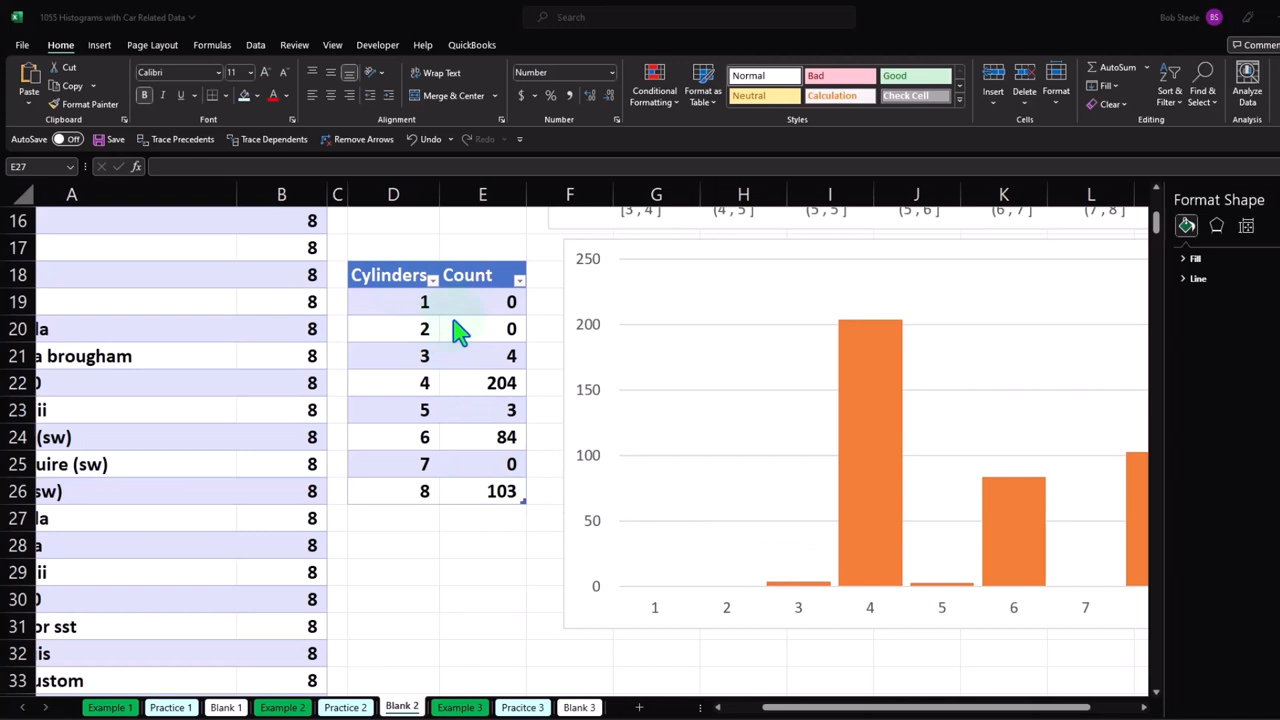 1055 Histograms with Car Related Data
Search
Bob Steele
BS
File Home Insert Page Layout Formulas Data Review View Developer Help QuickBooks
Commen
Paste
Cut
Copy
Format Painter
Clipboard
Calibri 11
B I U
Font
Wrap Text
Merge & Center
Alignment
Number
$ % ,
Number
Conditional Formatting
Format as Table
Normal Bad Good
Neutral Calculation Check Cell
Styles
Insert Delete Format
Cells
AutoSum
Fill
Clear
Sort & Filter
Find & Select
Editing
Analyze Data
Analysis
AutoSave Off Save Trace Precedents Trace Dependents Remove Arrows Undo Redo
E27
fx
A B C D E F G H I J K L
16 8 [3,4] (4,5] (5,5] (5,6] (6,7] (7,8]
17 8
18 8 Cylinders Count
19 8 1 0
20 la 8 2 0
21 a brougham 8 3 4
22 0 8 4 204
23 ii 8 5 3
24 (sw) 8 6 84
25 uire (sw) 8 7 0
26 sw) 8 8 103
27 la 8
28 a 8
29 ii 8
30 0 8
31 or sst 8
32 is 8
33 ustom 8
250
200
150
100
50
0
1 2 3 4 5 6 7
Format Shape
Fill
Line
Example 1 Practice 1 Blank 1 Example 2 Practice 2 Blank 2 Example 3 Pracitce 3 Blank 3